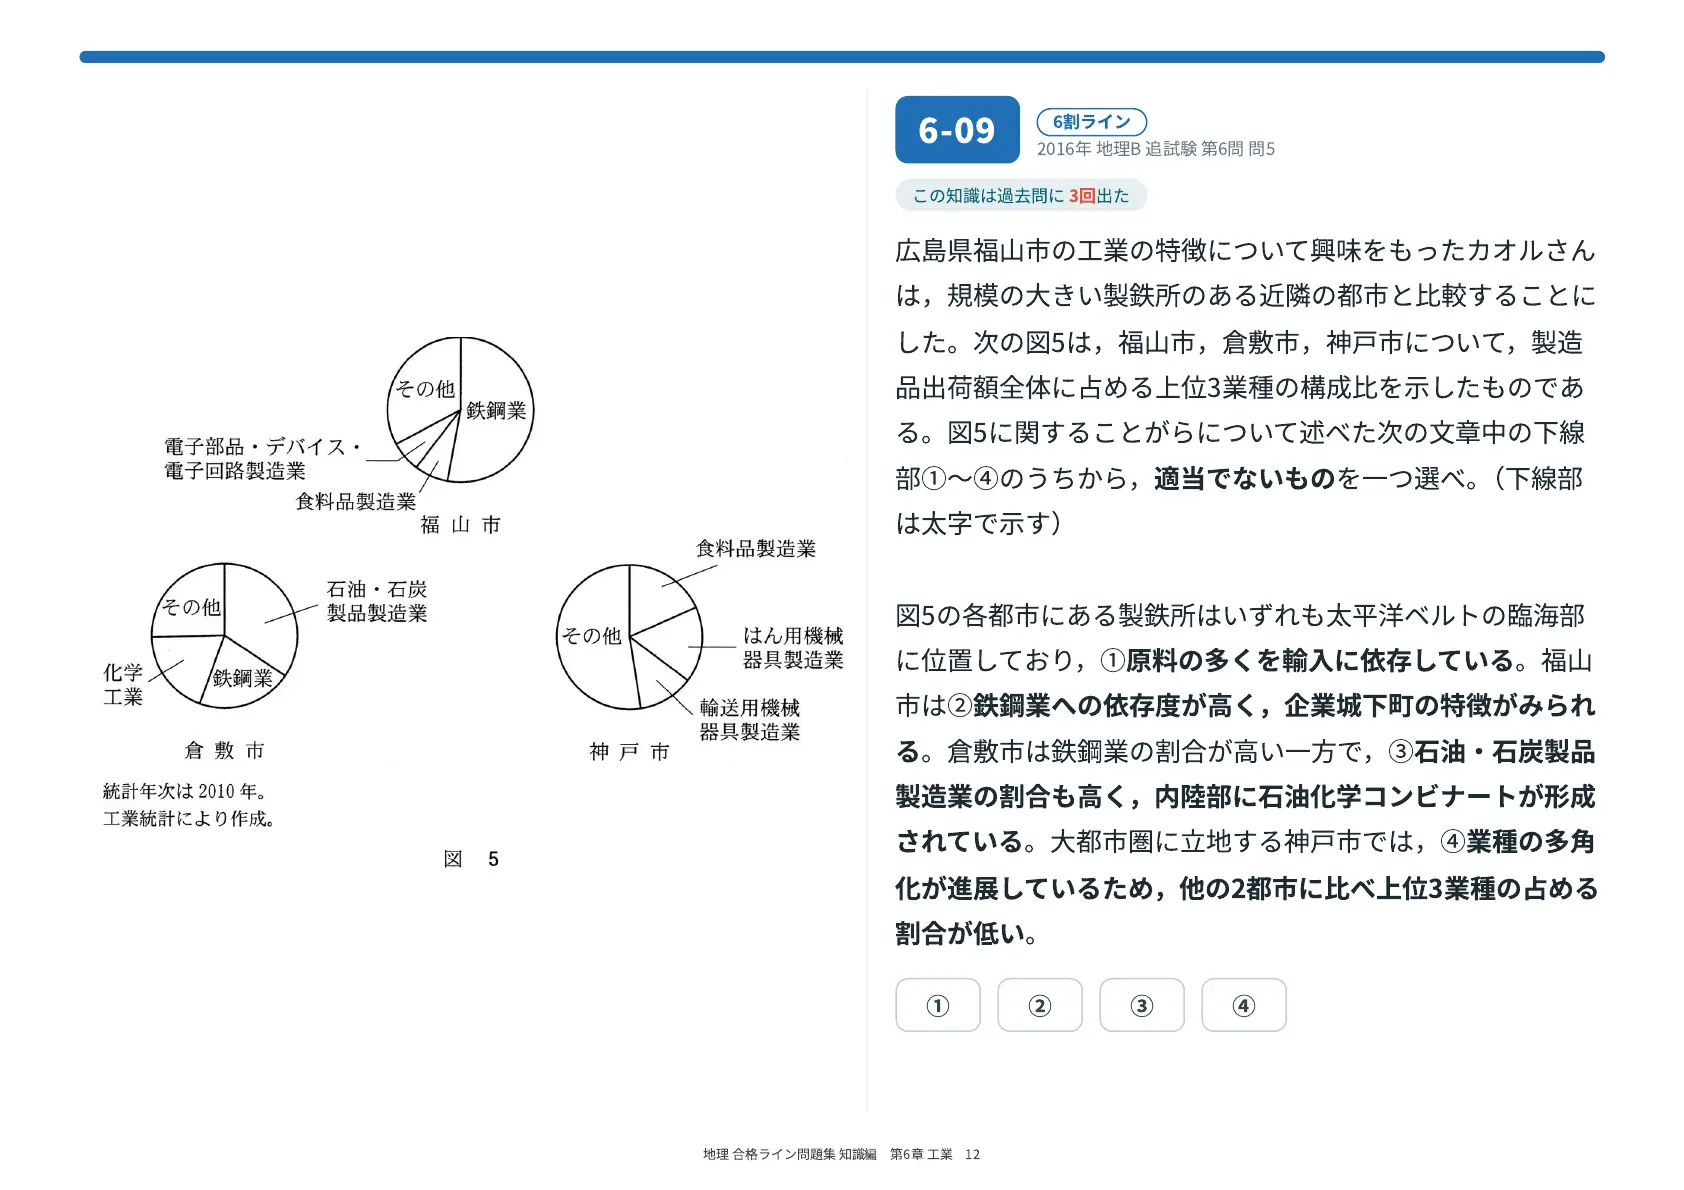 その他
鉄鋼業
電子部品・デバイス・
電子回路製造業
食料品製造業
福山市
石油・石炭
製品製造業
その他
化学
工業
鉄鋼業
倉敷市
食料品製造業
その他
はん用機械
器具製造業
輸送用機械
器具製造業
神戸市
統計年次は 2010 年。
工業統計により作成。
図 5
6-09
6割ライン
2016年 地理B 追試験 第6問 問5
この知識は過去問に 3回出た
広島県福山市の工業の特徴について興味をもったカオルさん
は，規模の大きい製鉄所のある近隣の都市と比較することに
した。次の図5は，福山市，倉敷市，神戸市について，製造
品出荷額全体に占める上位3業種の構成比を示したものであ
る。図5に関することがらについて述べた次の文章中の下線
部①〜④のうちから，適当でないものを一つ選べ。（下線部
は太字で示す）
図5の各都市にある製鉄所はいずれも太平洋ベルトの臨海部
に位置しており，①原料の多くを輸入に依存している。福山
市は②鉄鋼業への依存度が高く，企業城下町の特徴がみられ
る。倉敷市は鉄鋼業の割合が高い一方で，③石油・石炭製品
製造業の割合も高く，内陸部に石油化学コンビナートが形成
されている。大都市圏に立地する神戸市では，④業種の多角
化が進展しているため，他の2都市に比べ上位3業種の占める
割合が低い。
① ② ③ ④
地理 合格ライン問題集 知識編 第6章 工業 12